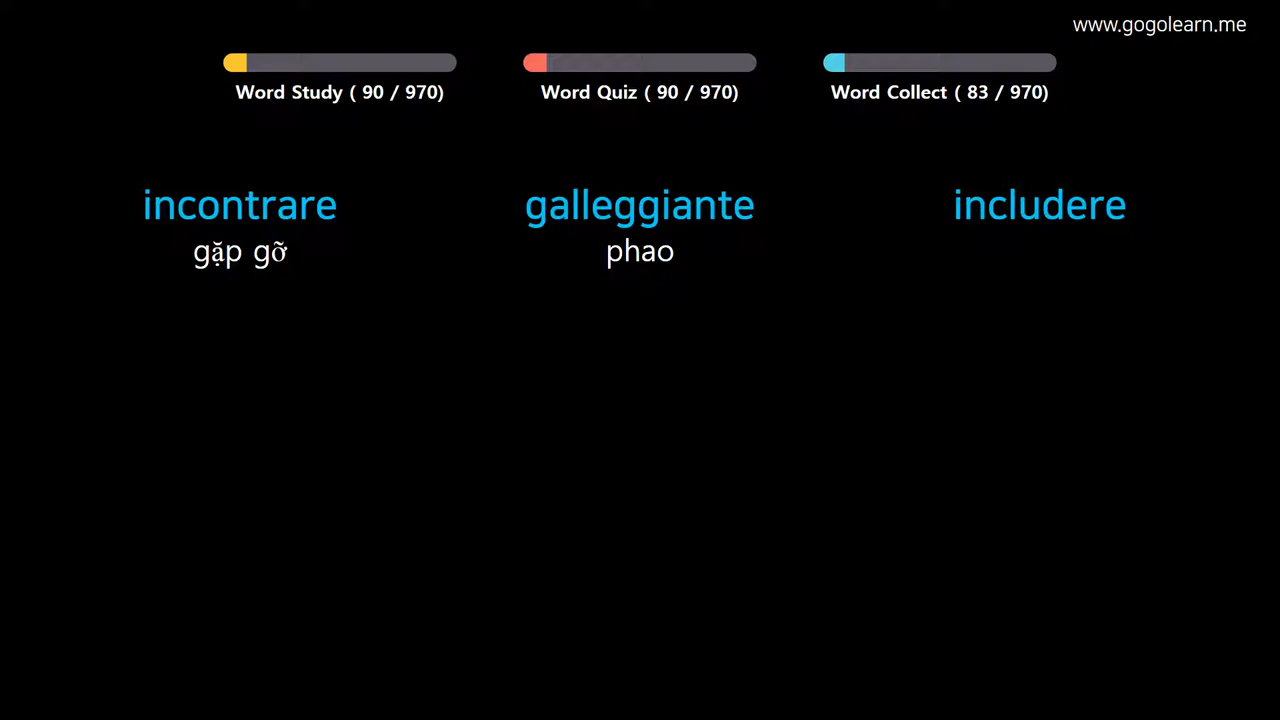 www.gogolearn.me
Word Study ( 90 / 970)
Word Quiz ( 90 / 970)
Word Collect ( 83 / 970)
incontrare
gặp gỡ
galleggiante
phao
includere